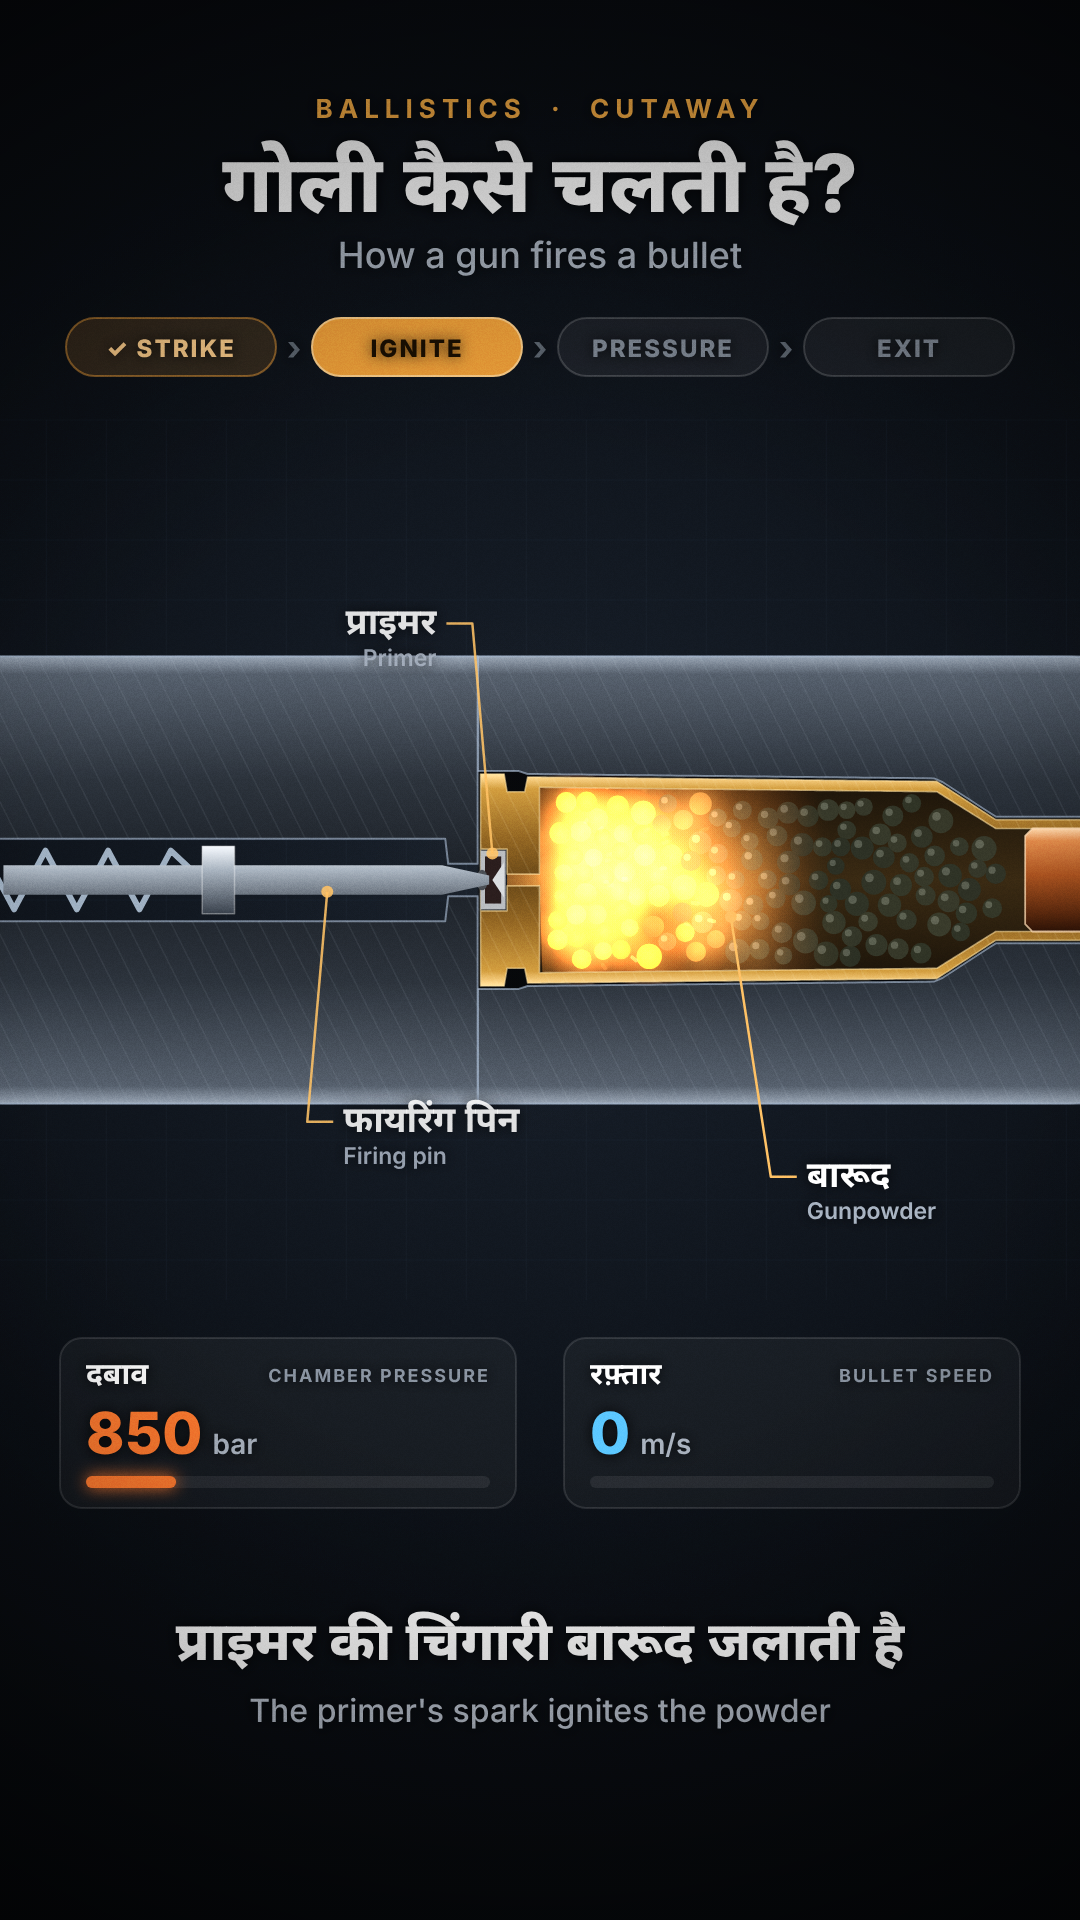 BALLISTICS · CUTAWAY
गोली कैसे चलती है?
How a gun fires a bullet
✓ STRIKE › IGNITE › PRESSURE › EXIT
प्राइमर
Primer
फायरिंग पिन
Firing pin
बारूद
Gunpowder
दबाव CHAMBER PRESSURE
850 bar
रफ़्तार BULLET SPEED
0 m/s
प्राइमर की चिंगारी बारूद जलाती है
The primer's spark ignites the powder